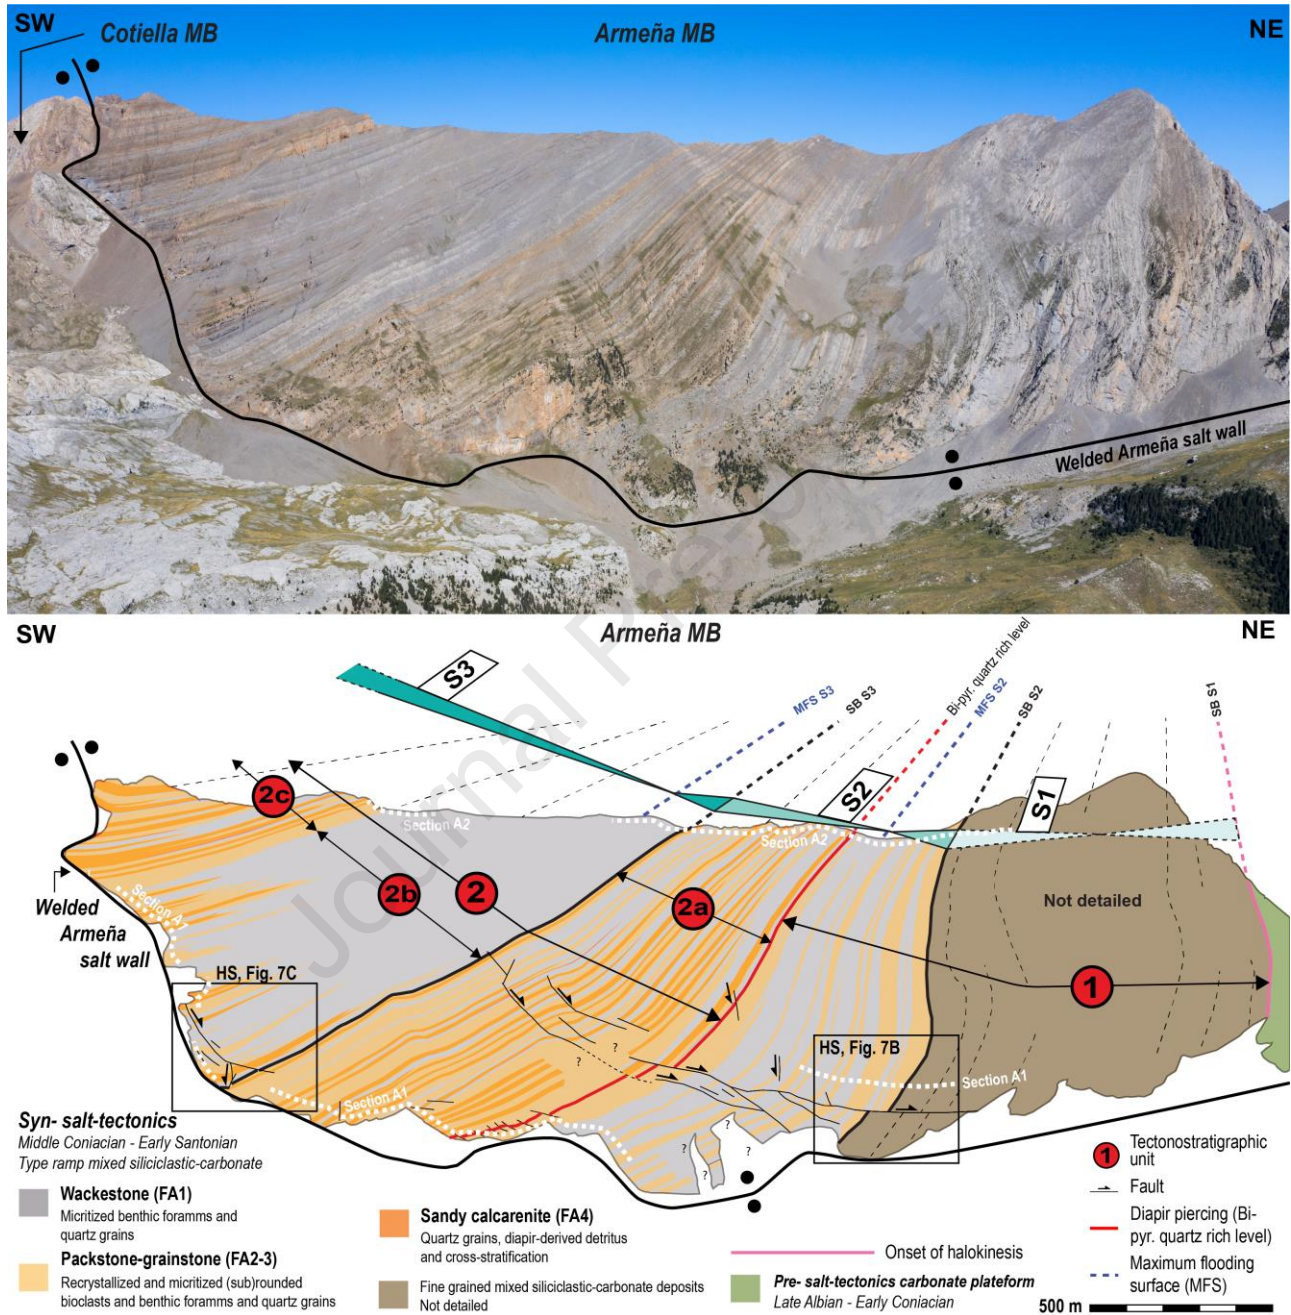 SW
Cotiella MB
Armeña MB
NE
Welded Armeña salt wall
SW
Armeña MB
NE
S3
MFS S3
SB S3
Bi-pyr. quartz rich level
MFS S2
SB S2
SB S1
S2
S1
2c
Section A2
Section A2
2b
2
2a
Not detailed
1
Section A1
Welded
Armeña
salt wall
HS, Fig. 7C
HS, Fig. 7B
Section A1
Section A1
?
?
?
?
?
?
Journal Pre-
Syn- salt-tectonics
Middle Coniacian - Early Santonian
Type ramp mixed siliciclastic-carbonate
Wackestone (FA1)
Micritized benthic foramms and
quartz grains
Packstone-grainstone (FA2-3)
Recrystallized and micritized (sub)rounded
bioclasts and benthic foramms and quartz grains
Sandy calcarenite (FA4)
Quartz grains, diapir-derived detritus
and cross-stratification
Fine grained mixed siliciclastic-carbonate deposits
Not detailed
Onset of halokinesis
Pre- salt-tectonics carbonate plateform
Late Albian - Early Coniacian
1
Tectonostratigraphic
unit
Fault
Diapir piercing (Bi-
pyr. quartz rich level)
Maximum flooding
surface (MFS)
500 m